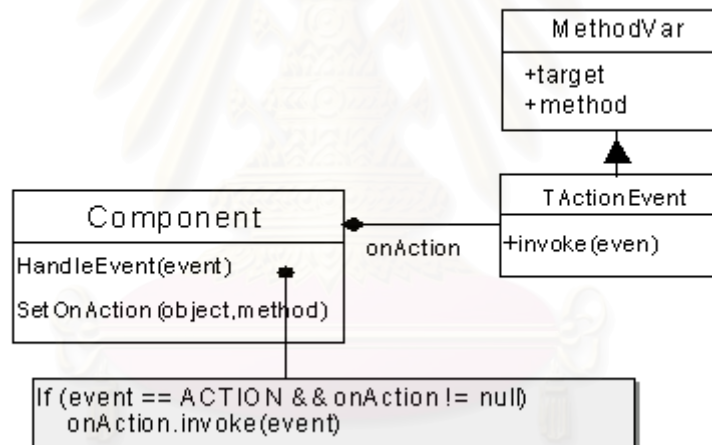 MethodVar
+target
+method
TActionEvent
+invoke(even)
Component
HandleEvent(event)
SetOnAction(object,method)
onAction
If (event == ACTION && onAction != null)
onAction.invoke(event)